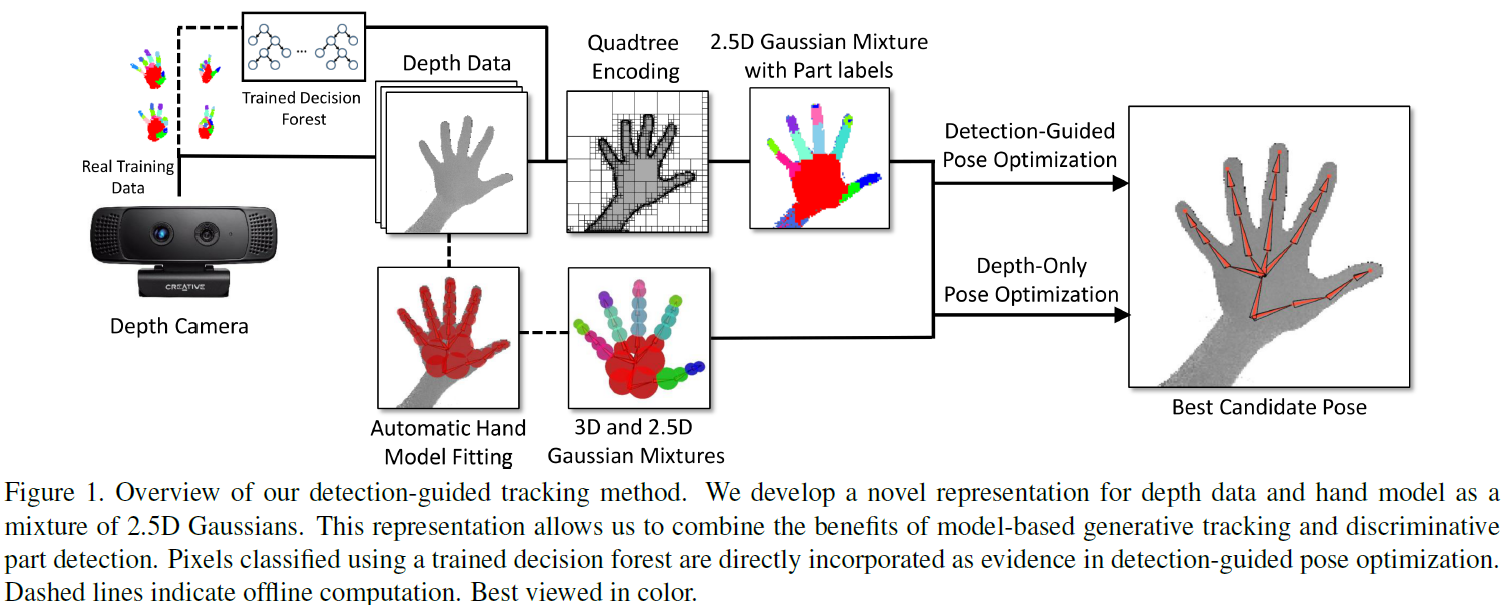 Trained Decision
Forest
Real Training
Data
CREATIVE
Depth Camera
Depth Data
Quadtree
Encoding
2.5D Gaussian Mixture
with Part labels
Automatic Hand
Model Fitting
3D and 2.5D
Gaussian Mixtures
Detection-Guided
Pose Optimization
Depth-Only
Pose Optimization
Best Candidate Pose
Figure 1. Overview of our detection-guided tracking method. We develop a novel representation for depth data and hand model as a
mixture of 2.5D Gaussians. This representation allows us to combine the benefits of model-based generative tracking and discriminative
part detection. Pixels classified using a trained decision forest are directly incorporated as evidence in detection-guided pose optimization.
Dashed lines indicate offline computation. Best viewed in color.